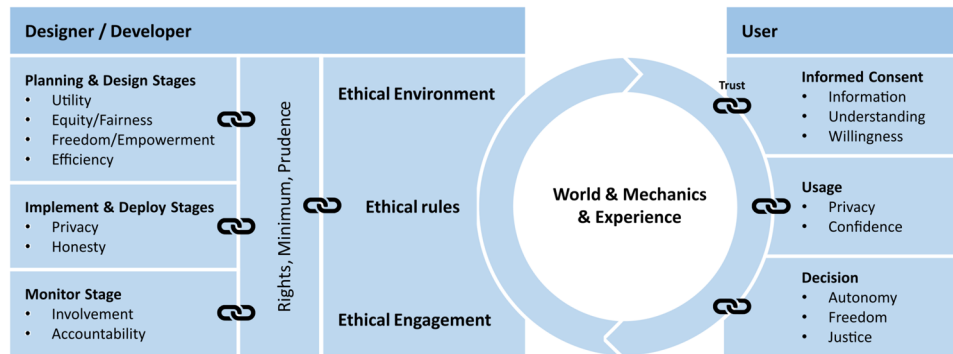 Designer / Developer
Planning & Design Stages
• Utility
• Equity/Fairness
• Freedom/Empowerment
• Efficiency
Implement & Deploy Stages
• Privacy
• Honesty
Monitor Stage
• Involvement
• Accountability
Rights, Minimum, Prudence
Ethical Environment
Ethical rules
Ethical Engagement
World & Mechanics
& Experience
Trust
User
Informed Consent
• Information
• Understanding
• Willingness
Usage
• Privacy
• Confidence
Decision
• Autonomy
• Freedom
• Justice